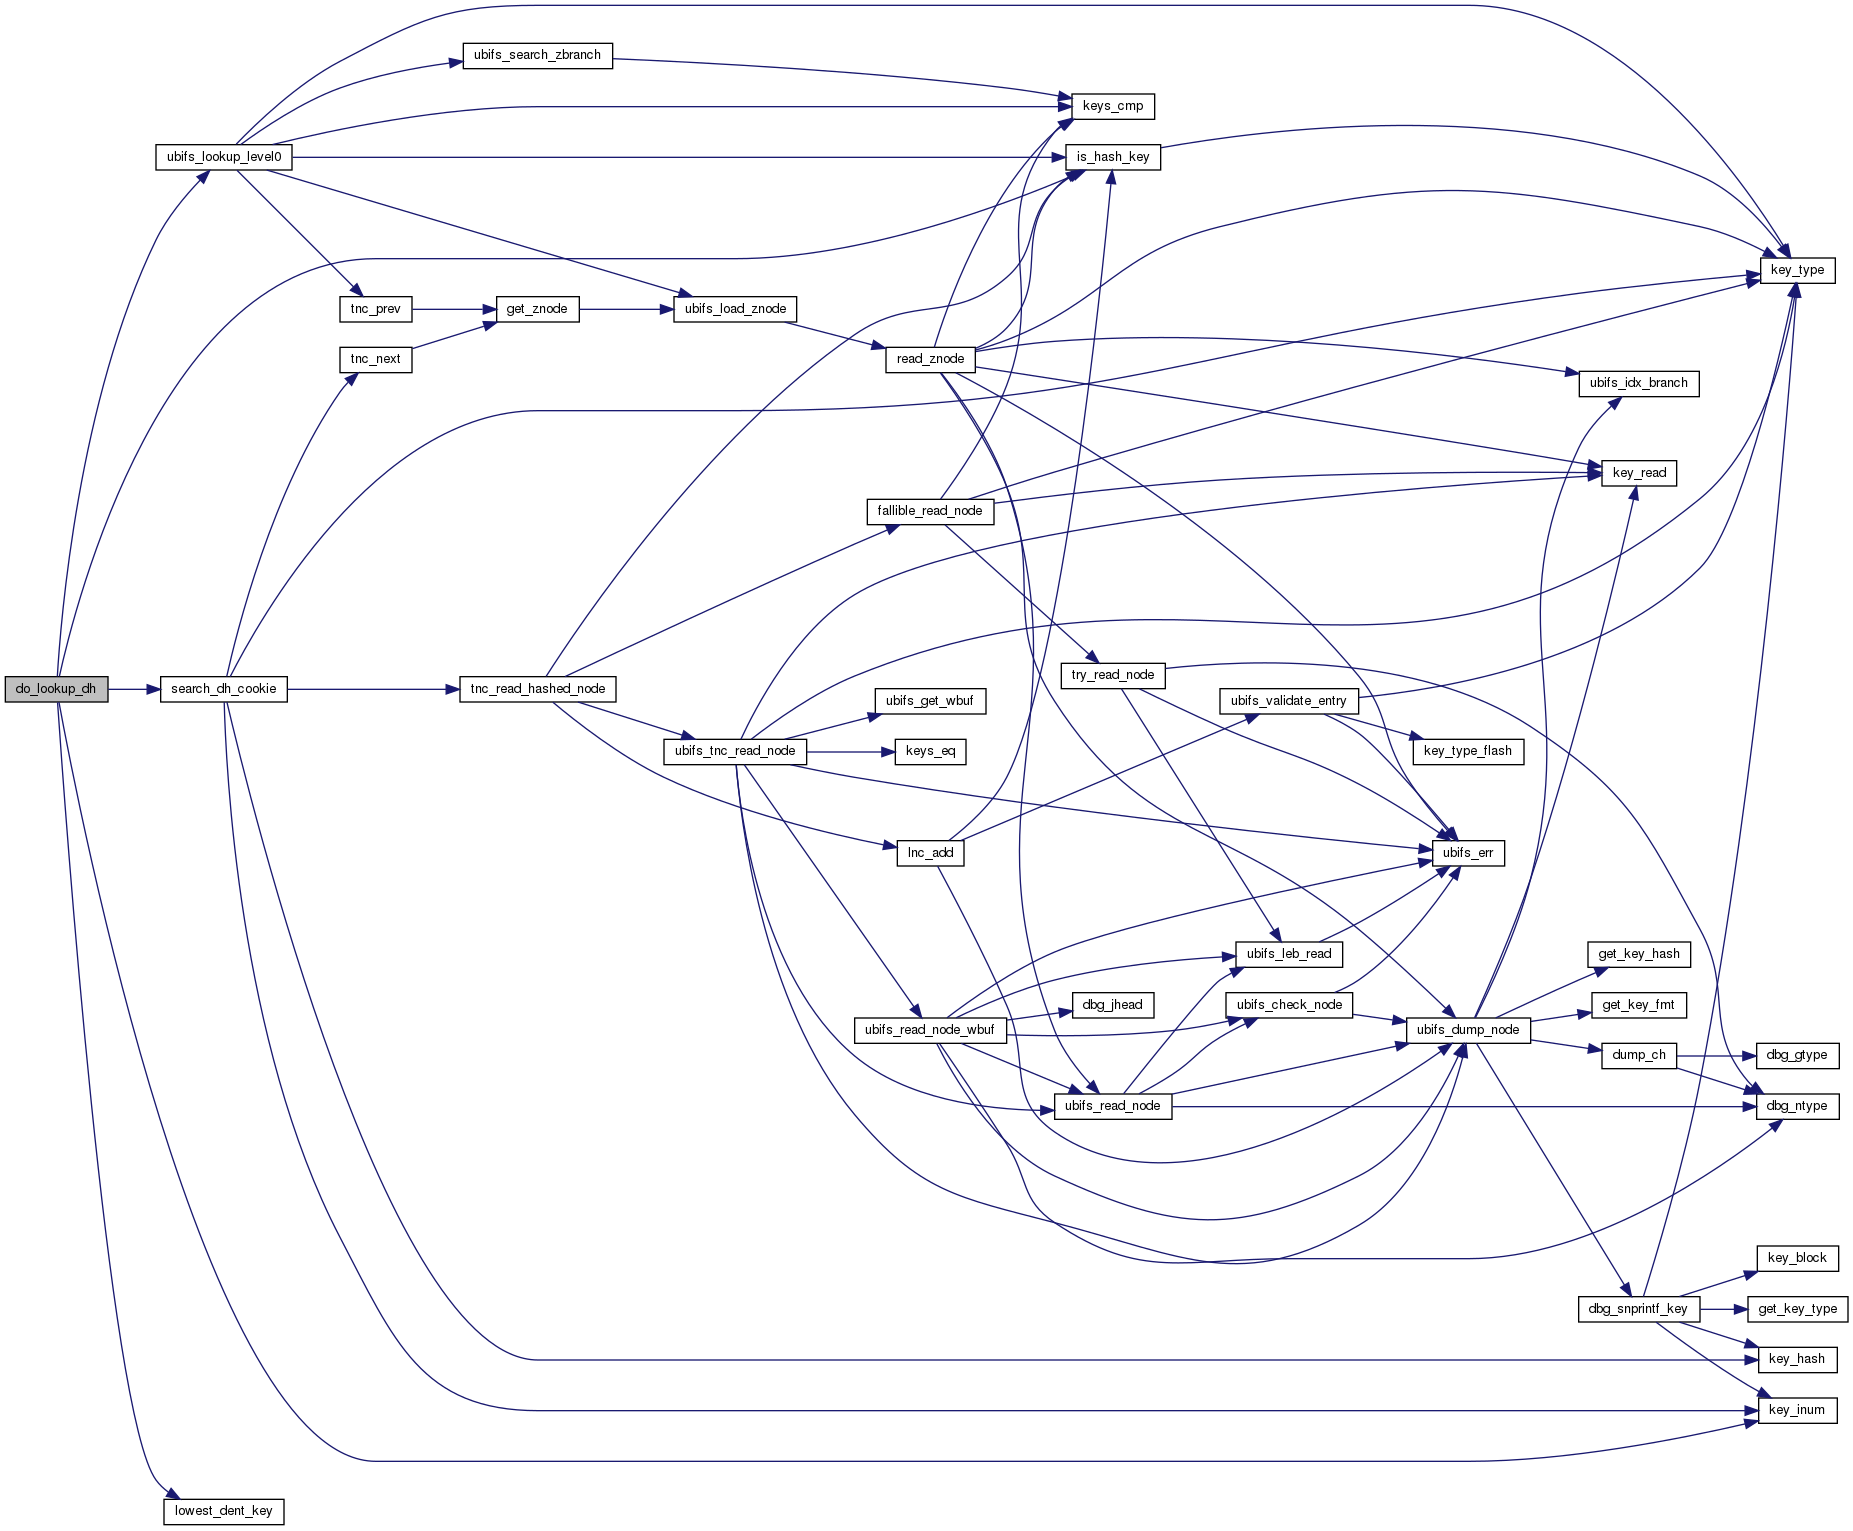 ubifs_search_zbranch
keys_cmp
ubifs_lookup_level0
is_hash_key
key_type
tnc_prev
get_znode
ubifs_load_znode
tnc_next
read_znode
ubifs_idx_branch
key_read
fallible_read_node
do_lookup_dh
search_dh_cookie
tnc_read_hashed_node
try_read_node
ubifs_get_wbuf
ubifs_validate_entry
ubifs_tnc_read_node
keys_eq
key_type_flash
lnc_add
ubifs_err
ubifs_leb_read
get_key_hash
dbg_jhead
ubifs_check_node
get_key_fmt
ubifs_read_node_wbuf
ubifs_dump_node
dump_ch
dbg_gtype
ubifs_read_node
dbg_ntype
key_block
dbg_snprintf_key
get_key_type
key_hash
key_inum
lowest_dent_key